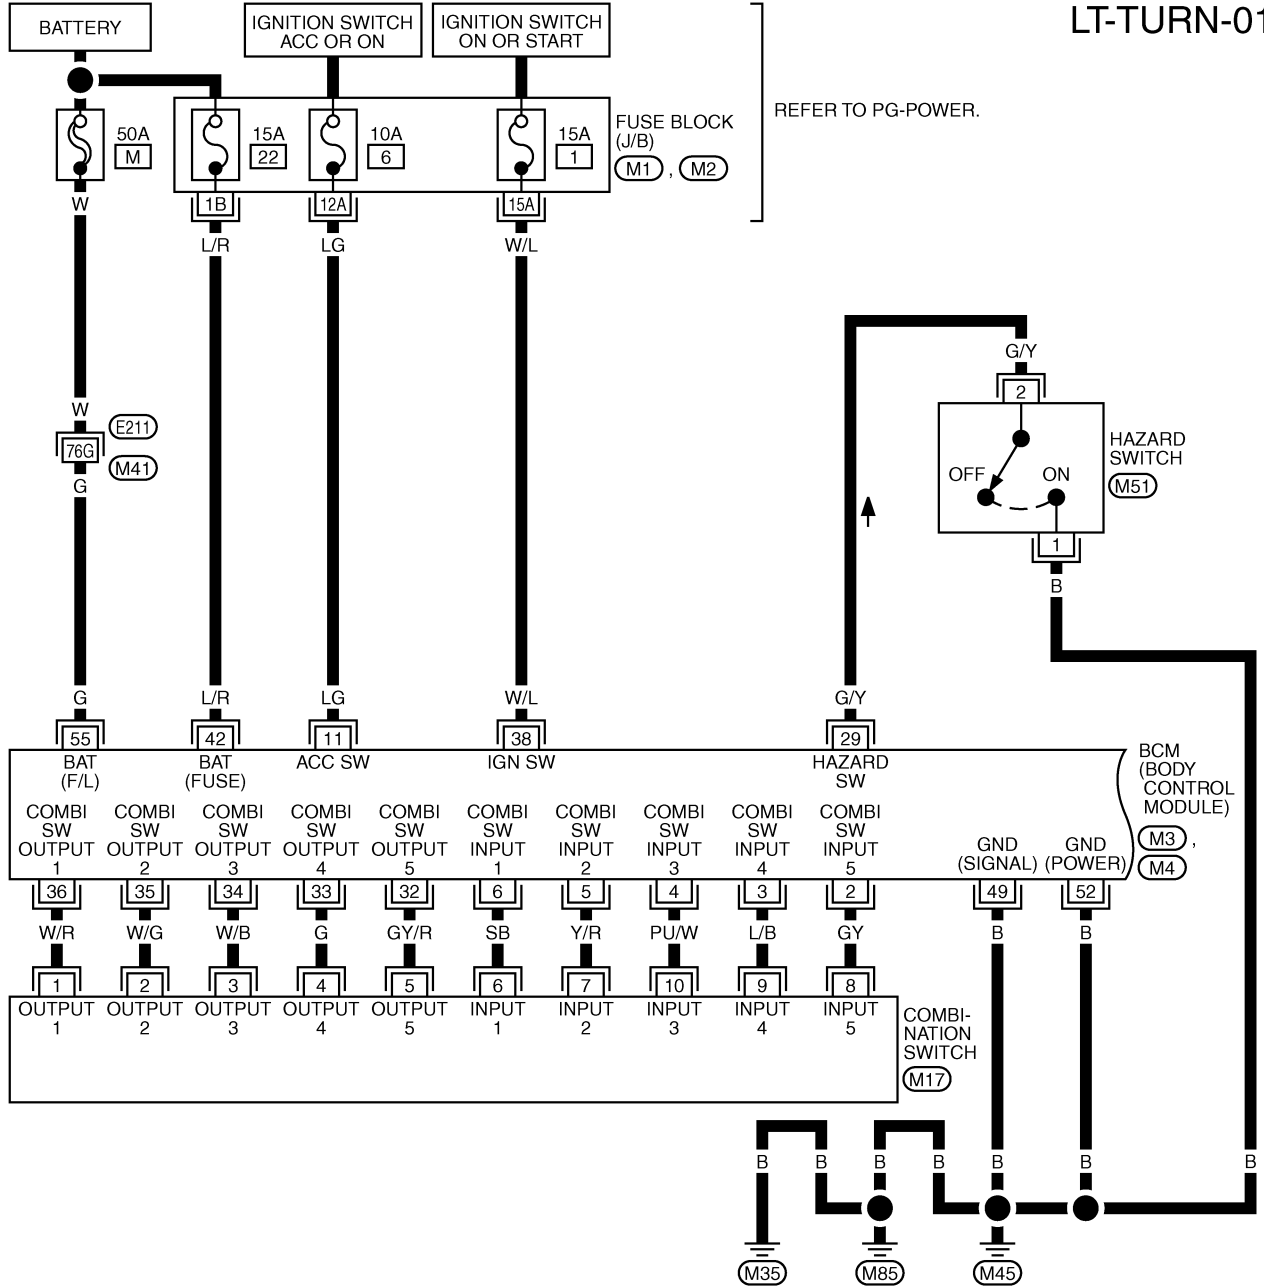 LT-TURN-01
BATTERY
IGNITION SWITCH
ACC OR ON
IGNITION SWITCH
ON OR START
REFER TO PG-POWER.
50A
M
15A
22
10A
6
15A
1
FUSE BLOCK
(J/B)
M1 , M2
1B
12A
15A
W
L/R
LG
W/L
W
E211
76G
M41
G
G/Y
2
OFF
ON
HAZARD
SWITCH
M51
1
B
G
L/R
LG
W/L
G/Y
55
42
11
38
29
BAT
(F/L)
BAT
(FUSE)
ACC SW
IGN SW
HAZARD
SW
BCM
(BODY
CONTROL
MODULE)
M3 ,
M4
COMBI
SW
OUTPUT
1
COMBI
SW
OUTPUT
2
COMBI
SW
OUTPUT
3
COMBI
SW
OUTPUT
4
COMBI
SW
OUTPUT
5
COMBI
SW
INPUT
1
COMBI
SW
INPUT
2
COMBI
SW
INPUT
3
COMBI
SW
INPUT
4
COMBI
SW
INPUT
5
GND
(SIGNAL)
GND
(POWER)
36
35
34
33
32
6
5
4
3
2
49
52
W/R
W/G
W/B
G
GY/R
SB
Y/R
PU/W
L/B
GY
B
B
1
2
3
4
5
6
7
10
9
8
OUTPUT
1
OUTPUT
2
OUTPUT
3
OUTPUT
4
OUTPUT
5
INPUT
1
INPUT
2
INPUT
3
INPUT
4
INPUT
5
COMBI-
NATION
SWITCH
M17
B
B
B
B
B
B
B
M35
M85
M45